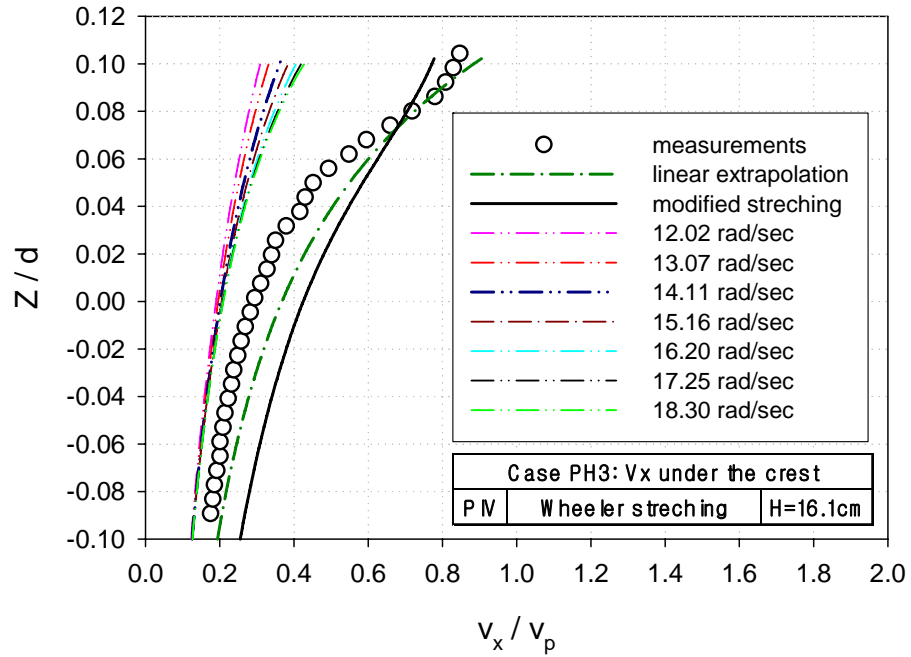 0.12
0.10
0.08
0.06
0.04
0.02
0.00
-0.02
-0.04
-0.06
-0.08
-0.10
Z / d
measurements
linear extrapolation
modified streching
12.02 rad/sec
13.07 rad/sec
14.11 rad/sec
15.16 rad/sec
16.20 rad/sec
17.25 rad/sec
18.30 rad/sec
Case PH3: Vx under the crest
PIV Wheeler streching H=16.1cm
0.0 0.2 0.4 0.6 0.8 1.0 1.2 1.4 1.6 1.8 2.0
v_x / v_p